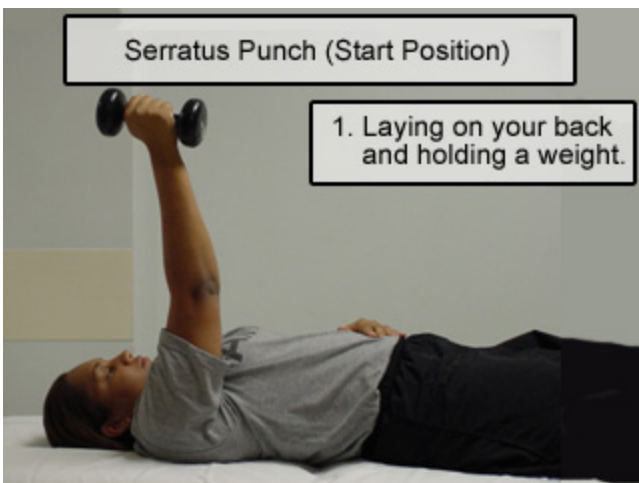 Serratus Punch (Start Position)
1. Laying on your back
and holding a weight.